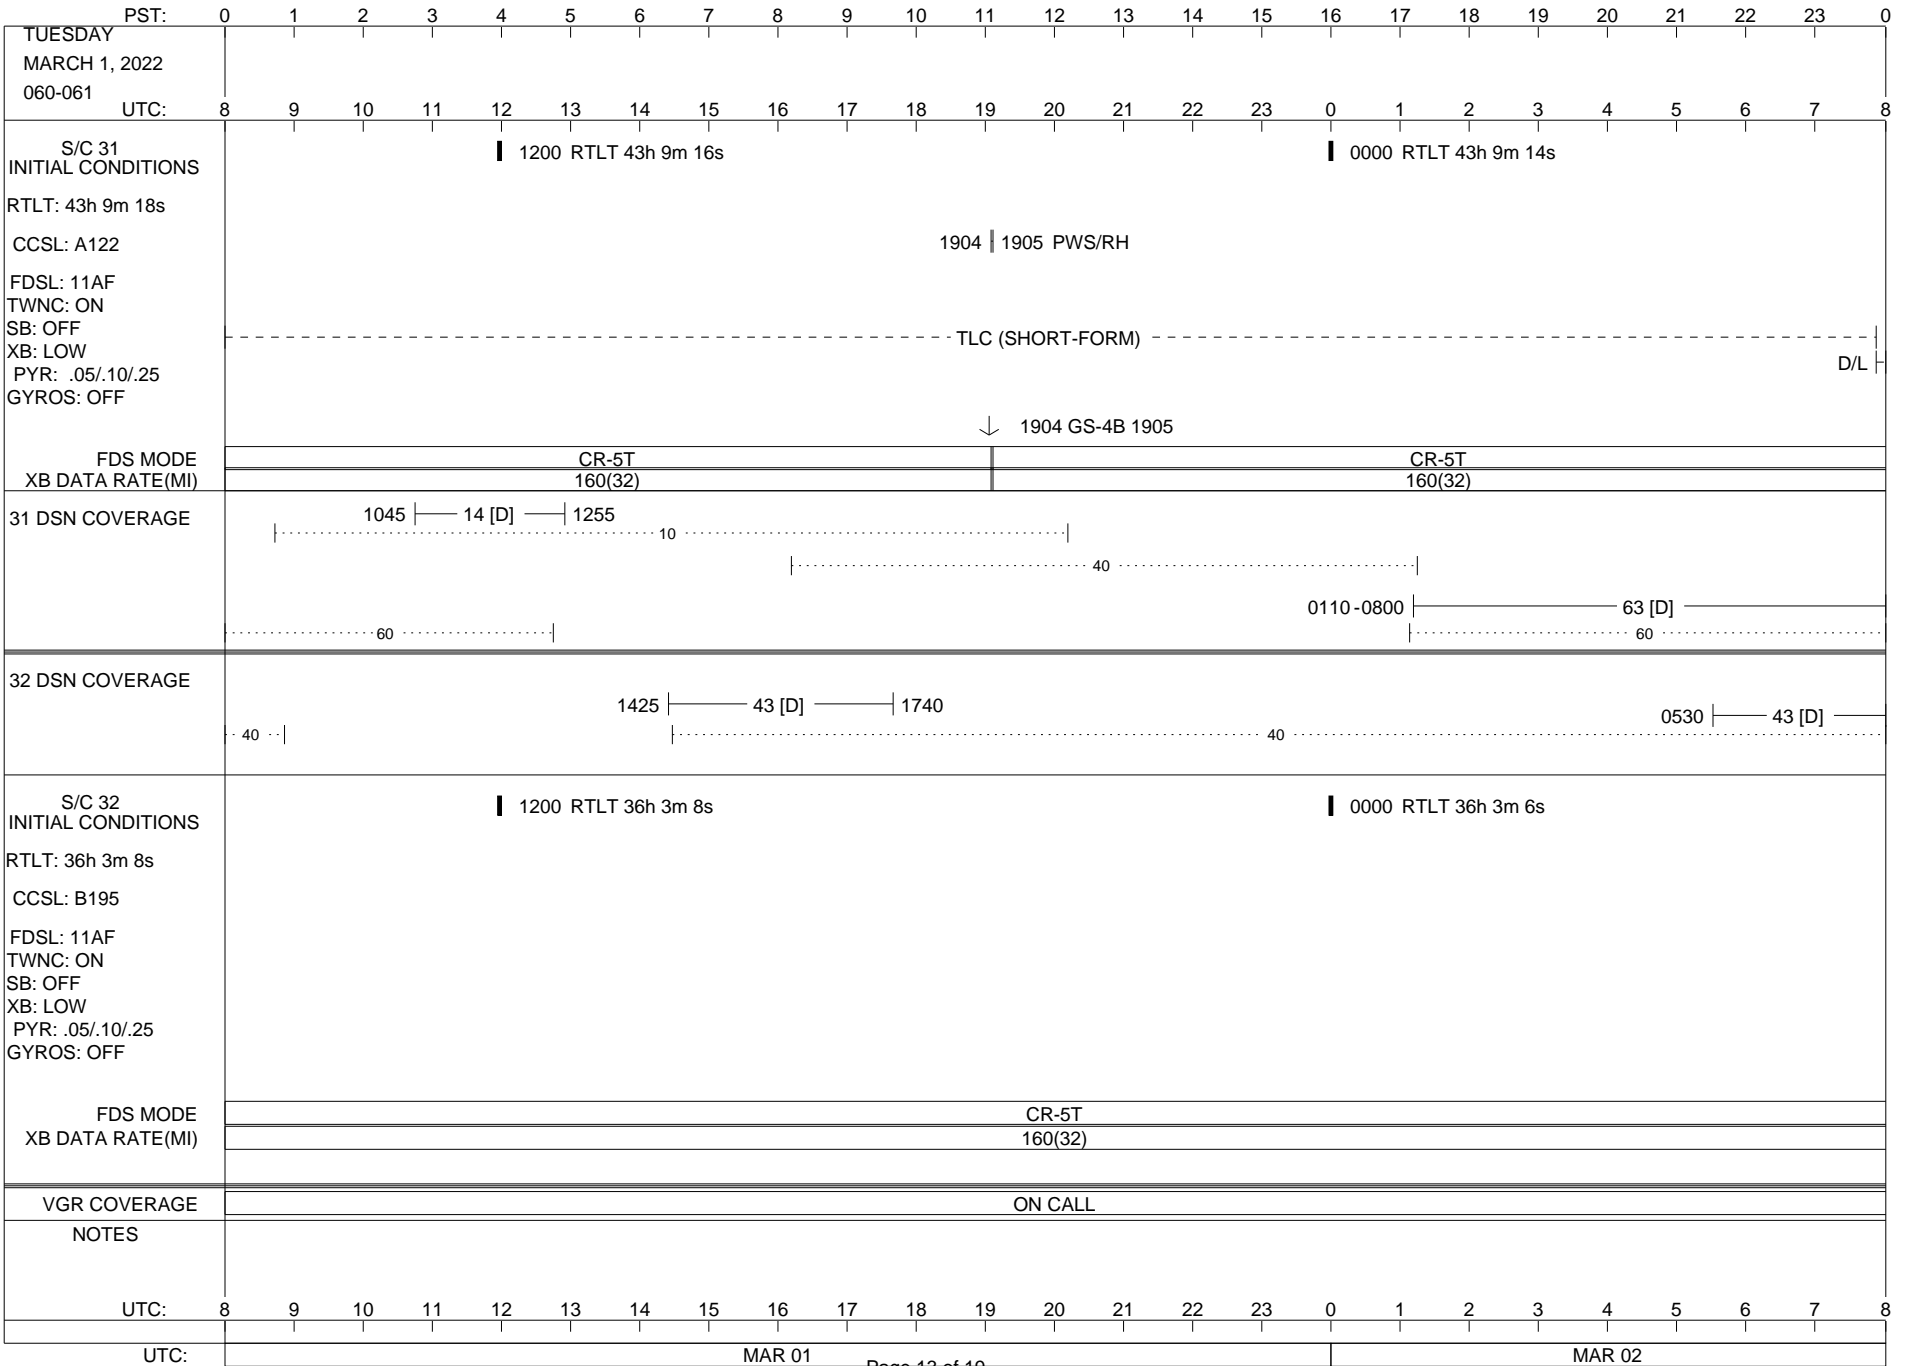 PST: 0 1 2 3 4 5 6 7 8 9 10 11 12 13 14 15 16 17 18 19 20 21 22 23 0
TUESDAY
MARCH 1, 2022
060-061
UTC: 8 9 10 11 12 13 14 15 16 17 18 19 20 21 22 23 0 1 2 3 4 5 6 7 8
S/C 31
INITIAL CONDITIONS
1200 RTLT 43h 9m 16s
0000 RTLT 43h 9m 14s
RTLT: 43h 9m 18s
CCSL: A122
1904 1905 PWS/RH
FDSL: 11AF
TWNC: ON
SB: OFF
XB: LOW
PYR: .05/.10/.25
GYROS: OFF
TLC (SHORT-FORM)
D/L
1904 GS-4B 1905
FDS MODE CR-5T CR-5T
XB DATA RATE(MI) 160(32) 160(32)
31 DSN COVERAGE
1045 14 [D] 1255
10
40
0110-0800 63 [D]
60 60
32 DSN COVERAGE
1425 43 [D] 1740
0530 43 [D]
40 40
S/C 32
INITIAL CONDITIONS
1200 RTLT 36h 3m 8s
0000 RTLT 36h 3m 6s
RTLT: 36h 3m 8s
CCSL: B195
FDSL: 11AF
TWNC: ON
SB: OFF
XB: LOW
PYR: .05/.10/.25
GYROS: OFF
FDS MODE CR-5T
XB DATA RATE(MI) 160(32)
VGR COVERAGE ON CALL
NOTES
UTC: 8 9 10 11 12 13 14 15 16 17 18 19 20 21 22 23 0 1 2 3 4 5 6 7 8
UTC: MAR 01 MAR 02
Page 13 of 19